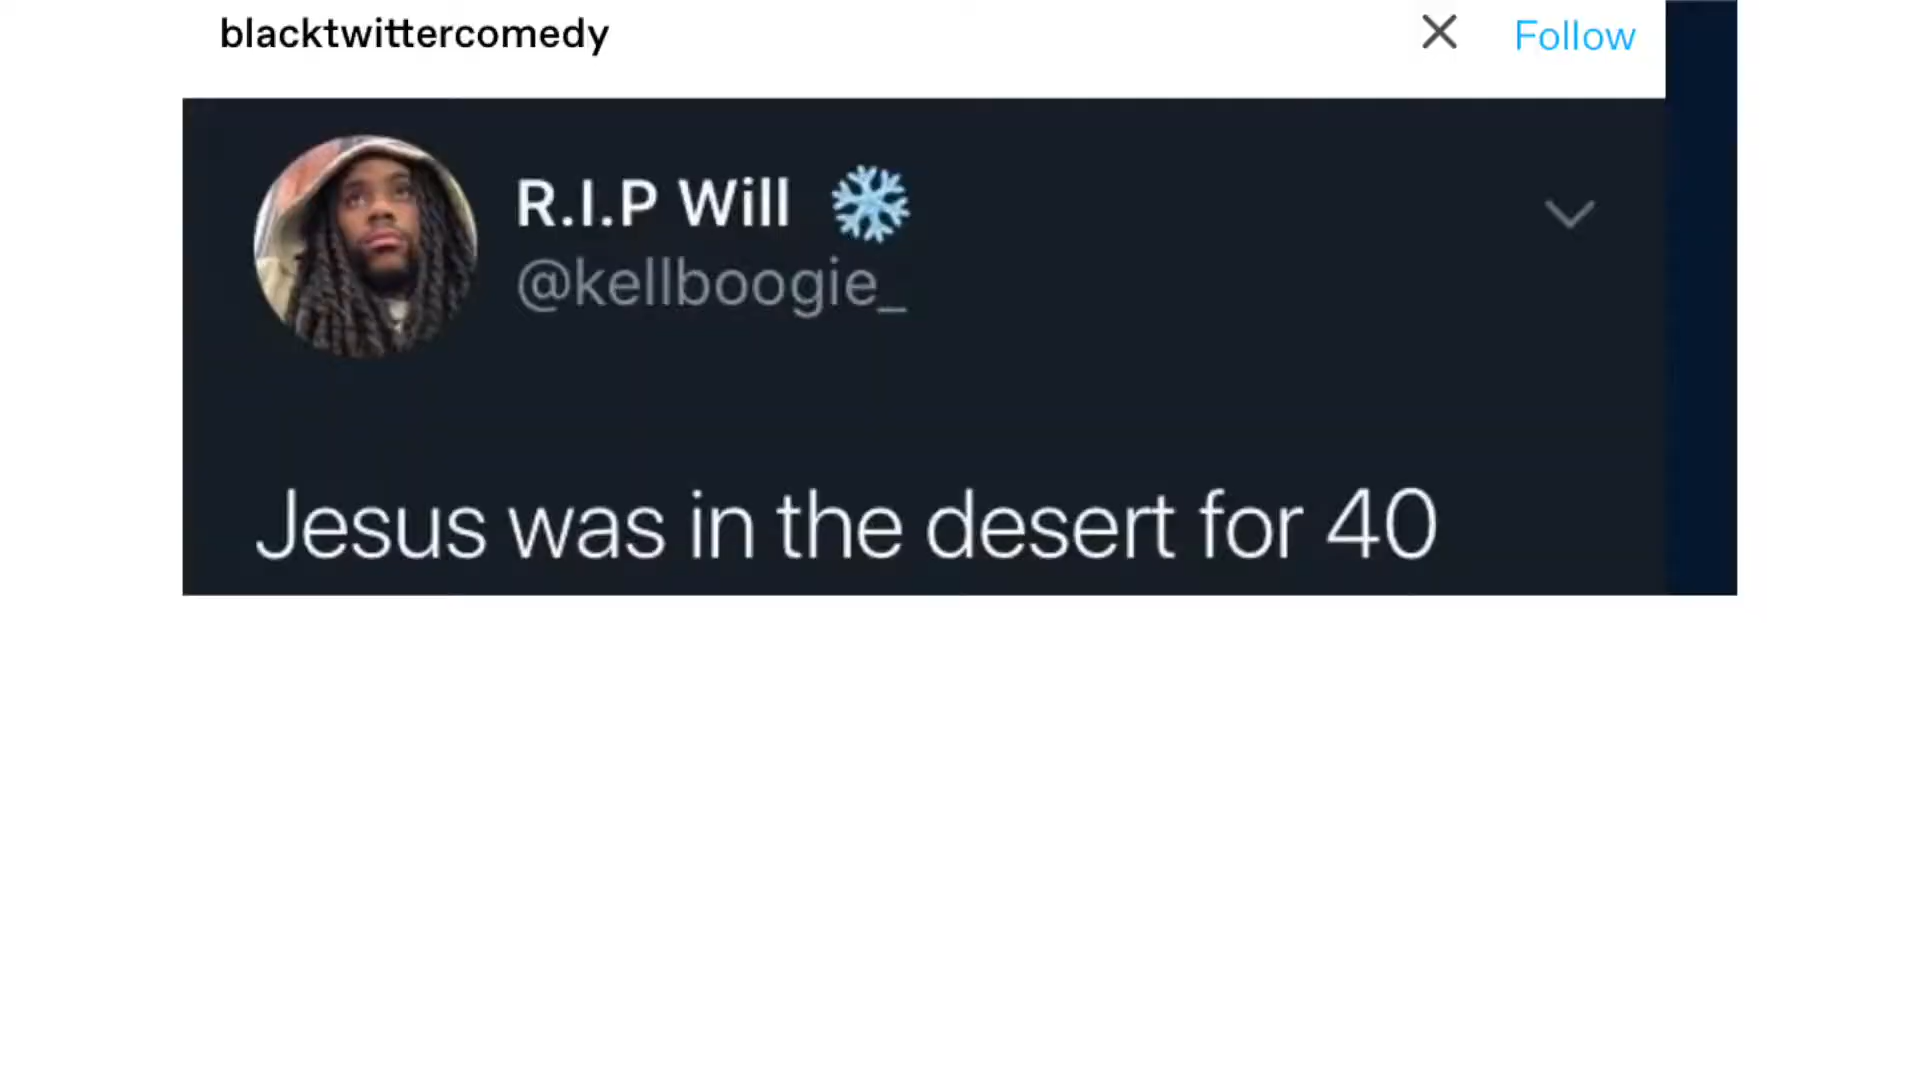 blacktwittercomedy
Follow
R.I.P Will ❄️
@kellboogie_
Jesus was in the desert for 40